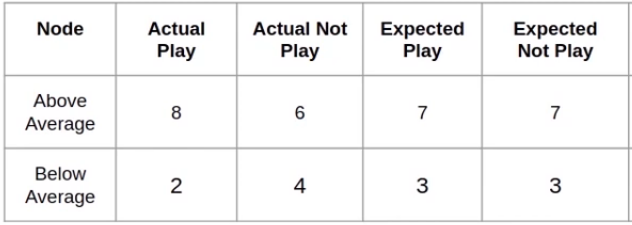 Node Actual Play Actual Not Play Expected Play Expected Not Play
Above Average 8 6 7 7
Below Average 2 4 3 3